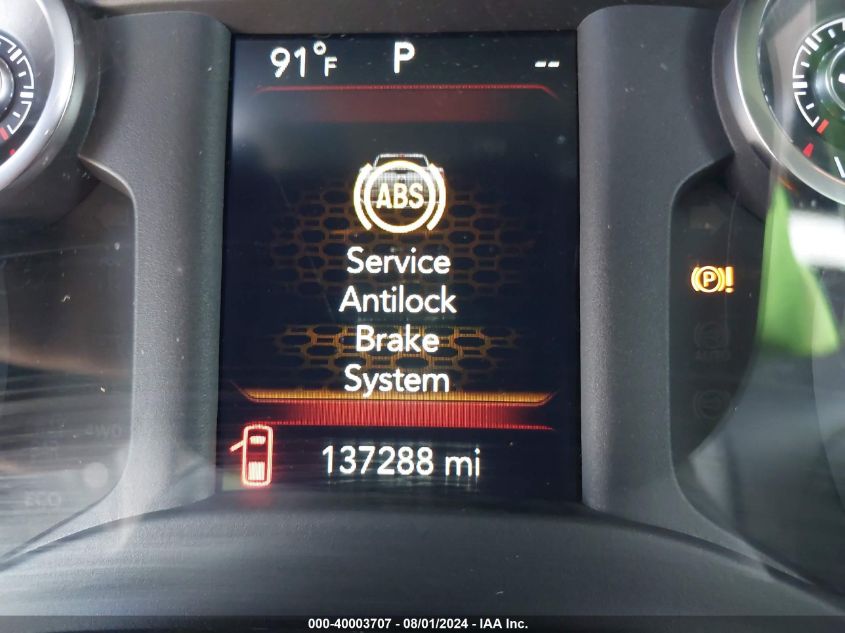 91°F P --
ABS
Service
Antilock
Brake
System
(P)!
137288 mi
000-40003707 - 08/01/2024 - IAA Inc.